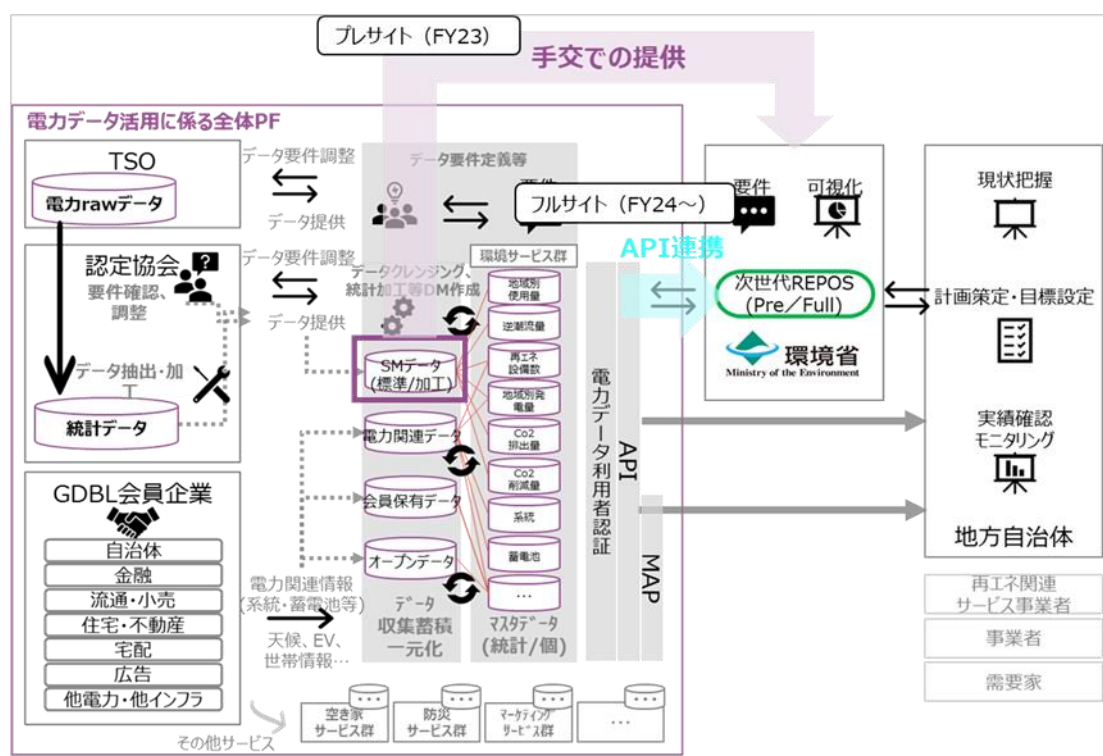 プレサイト（FY23）
手交での提供
電力データ活用に係る全体PF
TSO
電力rawデータ
データ要件調整
データ提供
データ要件定義等
要件
フルサイト（FY24～）
要件
可視化
現状把握
認定協会
要件確認、
調整
データ要件調整
データ提供
データクレンジング、
統計加工等DM作成
環境サービス群
API連携
次世代REPOS
(Pre／Full)
環境省
Ministry of the Environment
計画策定・目標設定
データ抽出・加
工
統計データ
SMデータ
(標準/加工)
電力関連データ
会員保有データ
オープンデータ
地域別
使用量
逆潮流量
再エネ
設備数
地域別発
電量
Co2
排出量
Co2
削減量
系統
蓄電池
…
電力データ利用者認証
API
MAP
実績確認
モニタリング
地方自治体
GDBL会員企業
自治体
金融
流通・小売
住宅・不動産
宅配
広告
他電力・他インフラ
電力関連情報
(系統・蓄電池等)
天候、EV、
世帯情報…
データ
収集蓄積
一元化
マスタデータ
(統計/個)
再エネ関連
サービス事業者
事業者
需要家
その他サービス
空き家
サービス群
防災
サービス群
マーケティング
サービス群
…